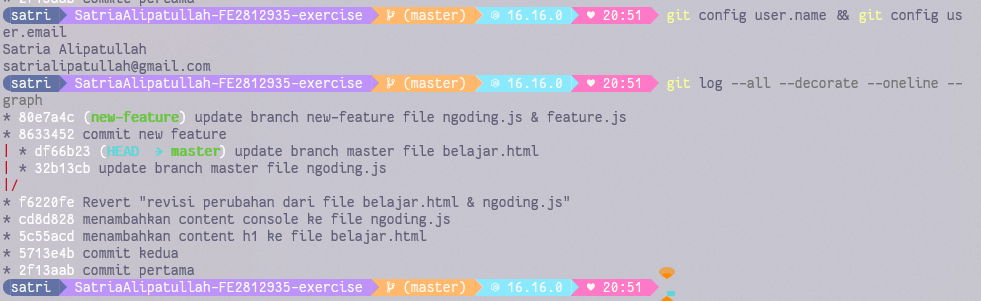 * 2f13aab commit pertama
satri SatriaAlipatullah-FE2812935-exercise (master) 16.16.0 ♥ 20:51 git config user.name && git config us
er.email
Satria Alipatullah
satrialipatullah@gmail.com
satri SatriaAlipatullah-FE2812935-exercise (master) 16.16.0 ♥ 20:51 git log --all --decorate --oneline --
graph
* 80e7a4c (new-feature) update branch new-feature file ngoding.js & feature.js
* 8633452 commit new feature
| * df66b23 (HEAD → master) update branch master file belajar.html
| * 32b13cb update branch master file ngoding.js
|/
* f6220fe Revert "revisi perubahan dari file belajar.html & ngoding.js"
* cd8d828 menambahkan content console ke file ngoding.js
* 5c55acd menambahkan content h1 ke file belajar.html
* 5713e4b commit kedua
* 2f13aab commit pertama
satri SatriaAlipatullah-FE2812935-exercise (master) 16.16.0 ♥ 20:51